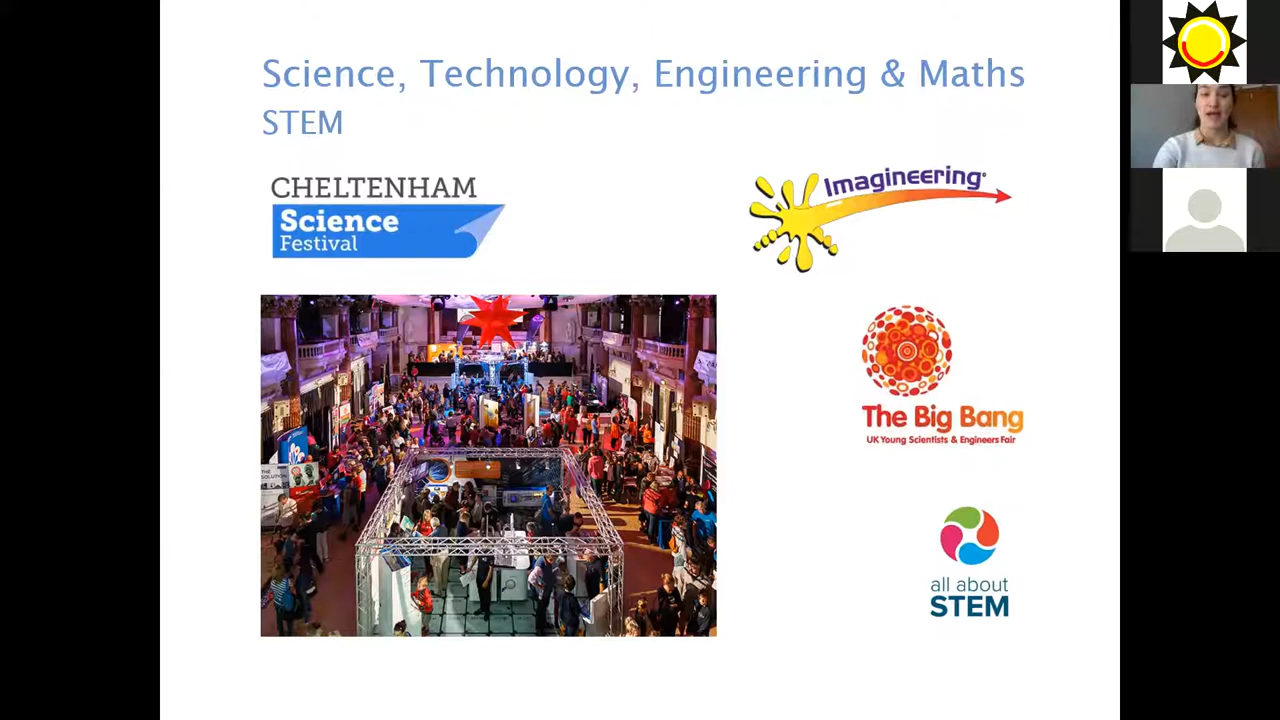 Science, Technology, Engineering & Maths
STEM
CHELTENHAM
Science
Festival
Imagineering
The Big Bang
UK Young Scientists & Engineers Fair
all about
STEM